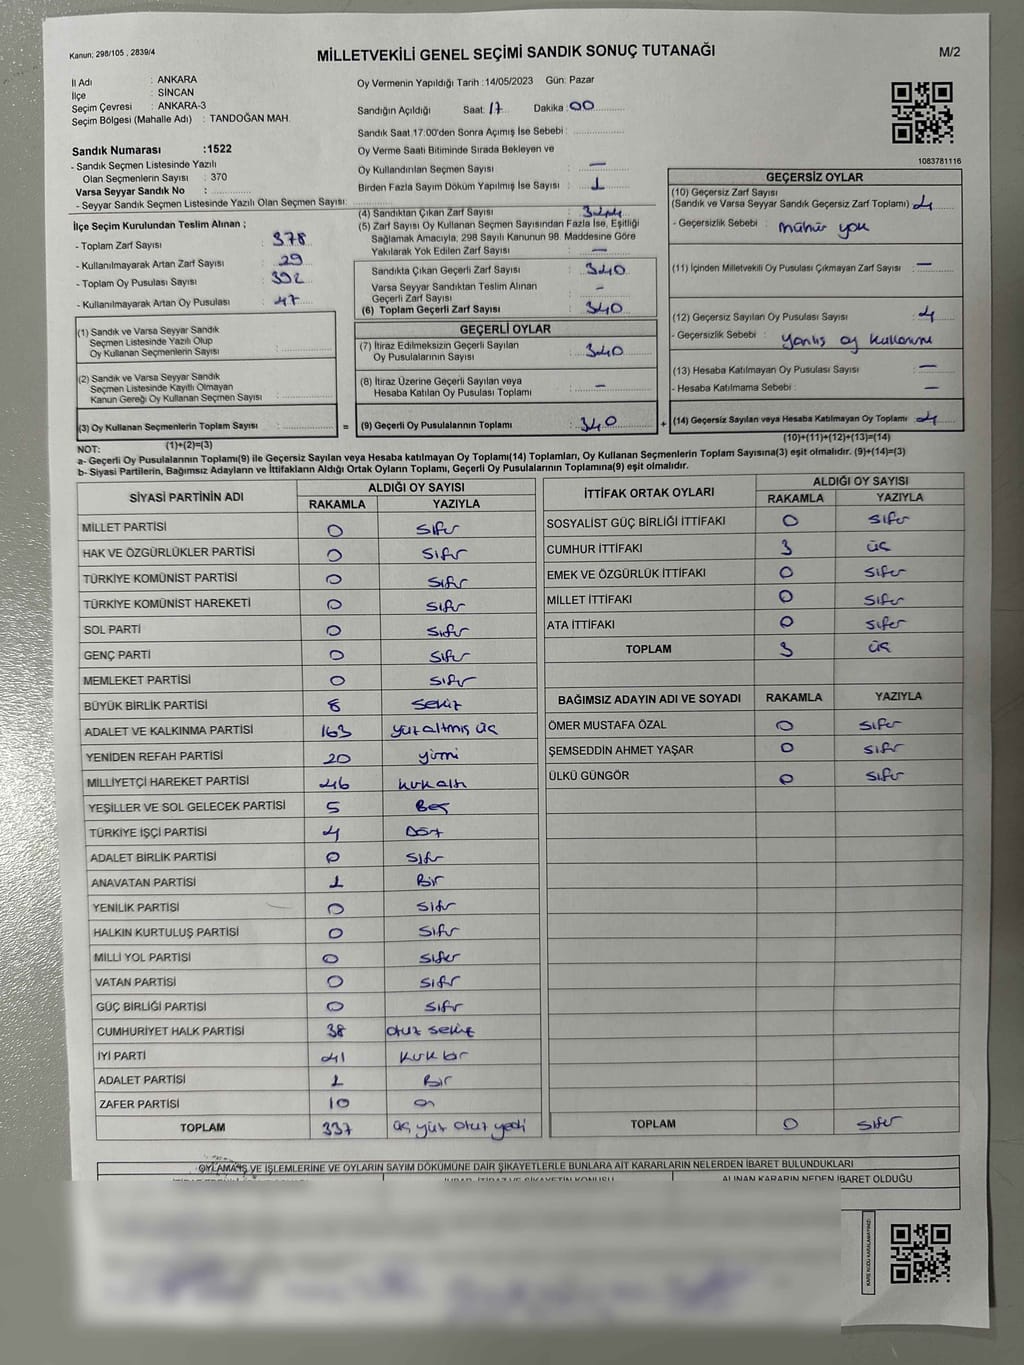 Kanun; 298/105 , 2839/4
MİLLETVEKİLİ GENEL SEÇİMİ SANDIK SONUÇ TUTANAĞI
M/2
İl Adı : ANKARA
İlçe : SİNCAN
Seçim Çevresi : ANKARA-3
Seçim Bölgesi (Mahalle Adı) : TANDOĞAN MAH.
Oy Vermenin Yapıldığı Tarih :14/05/2023 Gün: Pazar
Sandığın Açıldığı Saat: 17 Dakika: 00
Sandık Saat 17:00'den Sonra Açımış İse Sebebi :
Sandık Numarası :1522
- Sandık Seçmen Listesinde Yazılı
Olan Seçmenlerin Sayısı : 370
Varsa Seyyar Sandık No :
- Seyyar Sandık Seçmen Listesinde Yazılı Olan Seçmen Sayısı:
Oy Verme Saati Bitiminde Sırada Bekleyen ve
Oy Kullandırılan Seçmen Sayısı : —
Birden Fazla Sayım Döküm Yapılmış İse Sayısı : 1
1083781116
İlçe Seçim Kurulundan Teslim Alınan ;
- Toplam Zarf Sayısı : 378
- Kullanılmayarak Artan Zarf Sayısı : 29
- Toplam Oy Pusulası Sayısı : 392
- Kullanılmayarak Artan Oy Pusulası : 47
(4) Sandıktan Çıkan Zarf Sayısı : 344
(5) Zarf Sayısı Oy Kullanan Seçmen Sayısından Fazla İse, Eşitliği
Sağlamak Amacıyla, 298 Sayılı Kanunun 98. Maddesine Göre
Yakılarak Yok Edilen Zarf Sayısı : —
Sandıkta Çıkan Geçerli Zarf Sayısı : 340
Varsa Seyyar Sandıktan Teslim Alınan
Geçerli Zarf Sayısı : -
(6) Toplam Geçerli Zarf Sayısı : 340
GEÇERSİZ OYLAR
(10) Geçersiz Zarf Sayısı
(Sandık ve Varsa Seyyar Sandık Geçersiz Zarf Toplamı) : 4
- Geçersizlik Sebebi : mühür yok
(11) İçinden Milletvekili Oy Pusulası Çıkmayan Zarf Sayısı : —
(12) Geçersiz Sayılan Oy Pusulası Sayısı : 4
- Geçersizlik Sebebi : yanlış oy kullanımı
(13) Hesaba Katılmayan Oy Pusulası Sayısı : —
- Hesaba Katılmama Sebebi : —
(14) Geçersiz Sayılan veya Hesaba Katılmayan Oy Toplamı : 4
(10)+(11)+(12)+(13)=(14)
(1) Sandık ve Varsa Seyyar Sandık
Seçmen Listesinde Yazılı Olup
Oy Kullanan Seçmenlerin Sayısı :
(2) Sandık ve Varsa Seyyar Sandık
Seçmen Listesinde Kayıtlı Olmayan
Kanun Gereği Oy Kullanan Seçmen Sayısı :
(3) Oy Kullanan Seçmenlerin Toplam Sayısı :
(1)+(2)=(3)
=
GEÇERLİ OYLAR
(7) İtiraz Edilmeksizin Geçerli Sayılan
Oy Pusulalarının Sayısı : 340
(8) İtiraz Üzerine Geçerli Sayılan veya
Hesaba Katılan Oy Pusulası Toplamı : -
(9) Geçerli Oy Pusulalarının Toplamı : 340
+
NOT:
a- Geçerli Oy Pusulalarının Toplamı(9) ile Geçersiz Sayılan veya Hesaba katılmayan Oy Toplamı(14) Toplamları, Oy Kullanan Seçmenlerin Toplam Sayısına(3) eşit olmalıdır. (9)+(14)=(3)
b- Siyasi Partilerin, Bağımsız Adayların ve İttifakların Aldığı Ortak Oyların Toplamı, Geçerli Oy Pusulalarının Toplamına(9) eşit olmalıdır.
SİYASİ PARTİNİN ADI ALDIĞI OY SAYISI
RAKAMLA YAZIYLA
MİLLET PARTİSİ 0 sıfır
HAK VE ÖZGÜRLÜKLER PARTİSİ 0 sıfır
TÜRKİYE KOMÜNİST PARTİSİ 0 sıfır
TÜRKİYE KOMÜNİST HAREKETİ 0 sıfır
SOL PARTİ 0 sıfır
GENÇ PARTİ 0 sıfır
MEMLEKET PARTİSİ 0 sıfır
BÜYÜK BİRLİK PARTİSİ 8 sekiz
ADALET VE KALKINMA PARTİSİ 163 yüz altmış üç
YENİDEN REFAH PARTİSİ 20 yirmi
MİLLİYETÇİ HAREKET PARTİSİ 46 kırk altı
YEŞİLLER VE SOL GELECEK PARTİSİ 5 Beş
TÜRKİYE İŞÇİ PARTİSİ 4 Dört
ADALET BİRLİK PARTİSİ 0 sıfır
ANAVATAN PARTİSİ 1 Bir
YENİLİK PARTİSİ 0 sıfır
HALKIN KURTULUŞ PARTİSİ 0 sıfır
MİLLİ YOL PARTİSİ 0 sıfır
VATAN PARTİSİ 0 sıfır
GÜÇ BİRLİĞİ PARTİSİ 0 sıfır
CUMHURİYET HALK PARTİSİ 38 otuz sekiz
İYİ PARTİ 41 kırk bir
ADALET PARTİSİ 1 Bir
ZAFER PARTİSİ 10 on
TOPLAM 337 üç yüz otuz yedi
İTTİFAK ORTAK OYLARI ALDIĞI OY SAYISI
RAKAMLA YAZIYLA
SOSYALİST GÜÇ BİRLİĞİ İTTİFAKI 0 sıfır
CUMHUR İTTİFAKI 3 üç
EMEK VE ÖZGÜRLÜK İTTİFAKI 0 sıfır
MİLLET İTTİFAKI 0 sıfır
ATA İTTİFAKI 0 sıfır
TOPLAM 3 üç
BAĞIMSIZ ADAYIN ADI VE SOYADI RAKAMLA YAZIYLA
ÖMER MUSTAFA ÖZAL 0 sıfır
ŞEMSEDDİN AHMET YAŞAR 0 sıfır
ÜLKÜ GÜNGÖR 0 sıfır
TOPLAM 0 sıfır
OYLAMA İŞ VE İŞLEMLERİNE VE OYLARIN SAYIM DÖKÜMÜNE DAİR ŞİKAYETLERLE BUNLARA AİT KARARLARIN NELERDEN İBARET BULUNDUKLARI
ALINAN KARARIN NEDEN İBARET OLDUĞU